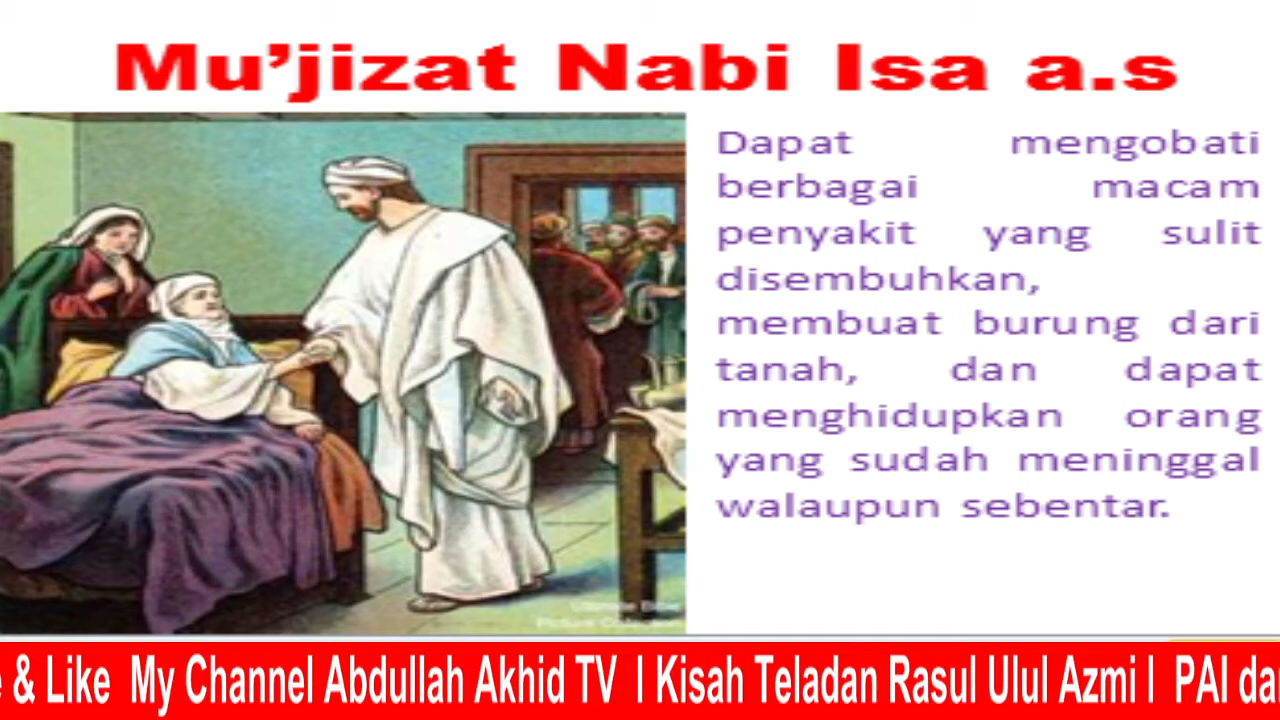 Mu’jizat Nabi Isa a.s
Dapat mengobati
berbagai macam
penyakit yang sulit
disembuhkan,
membuat burung dari
tanah, dan dapat
menghidupkan orang
yang sudah meninggal
walaupun sebentar.
Picture
& Like My Channel Abdullah Akhid TV I Kisah Teladan Rasul Ulul Azmi I PAI